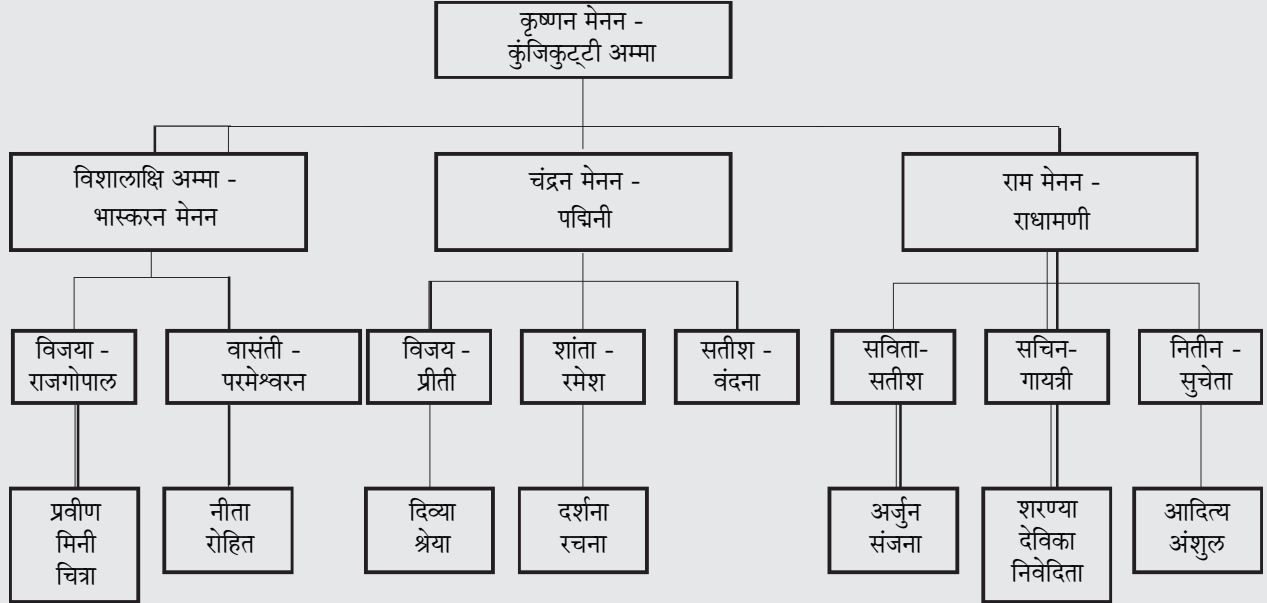 कृष्णन मेनन -
कुंजिकुट्टी अम्मा
विशालाक्षि अम्मा -
भास्करन मेनन
चंद्रन मेनन -
पद्मिनी
राम मेनन -
राधामणी
विजया -
राजगोपाल
वासंती -
परमेश्वरन
विजय -
प्रीती
शांता -
रमेश
सतीश -
वंदना
सविता-
सतीश
सचिन-
गायत्री
नितीन -
सुचेता
प्रवीण
मिनी
चित्रा
नीता
रोहित
दिव्या
श्रेया
दर्शना
रचना
अर्जुन
संजना
शरण्या
देविका
निवेदिता
आदित्य
अंशुल